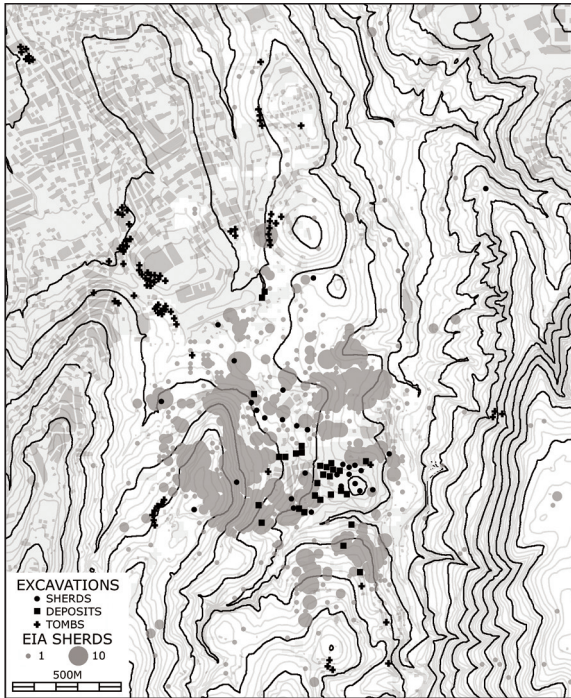 EXCAVATIONS
SHERDS
DEPOSITS
TOMBS
EIA SHERDS
1 10
500M